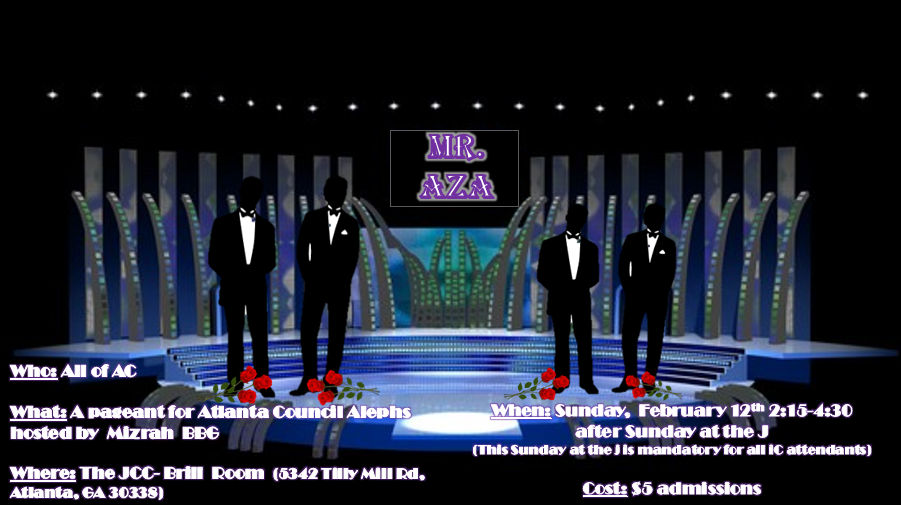 MR.
AZA
Who: All of AC
What: A pageant for Atlanta Council Alephs
hosted by Mizrah BBG
Where: The JCC- Brill Room (5342 Tilly Mill Rd,
Atlanta, GA 30338)
When: Sunday, February 12th 2:15-4:30
after Sunday at the J
(This Sunday at the J is mandatory for all IC attendants)
Cost: $5 admissions